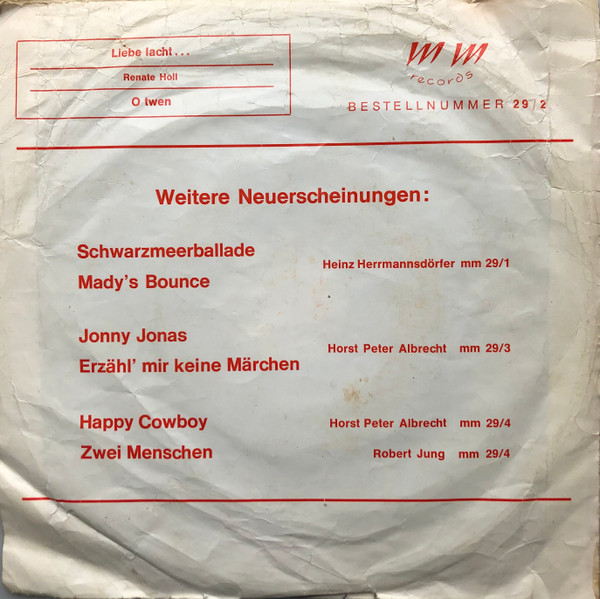 Liebe lacht...
Renate Höll
O Iwen
mm
records
BESTELLNUMMER 29/2
Weitere Neuerscheinungen:
Schwarzmeerballade
Mady's Bounce
Heinz Herrmannsdörfer mm 29/1
Jonny Jonas
Erzähl' mir keine Märchen
Horst Peter Albrecht mm 29/3
Happy Cowboy
Horst Peter Albrecht mm 29/4
Zwei Menschen
Robert Jung mm 29/4